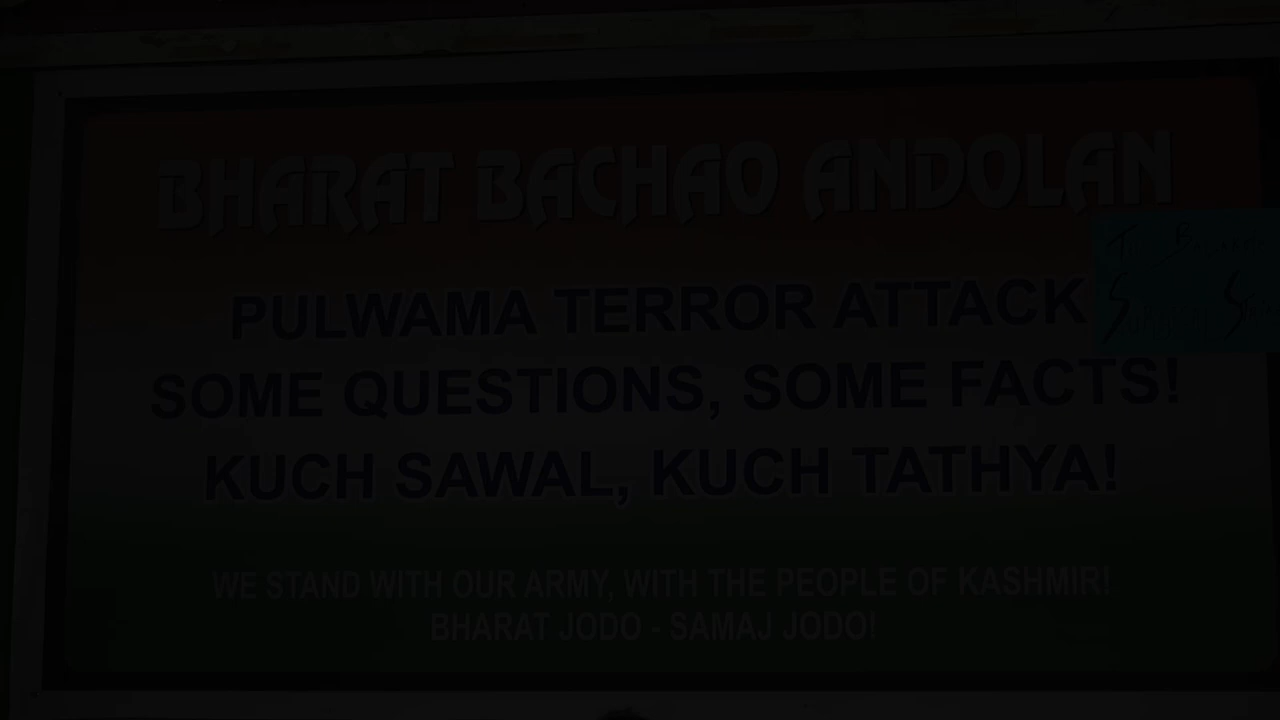 BHARAT BACHAO ANDOLAN
PULWAMA TERROR ATTACK
SOME QUESTIONS, SOME FACTS!
KUCH SAWAL, KUCH TATHYA!
WE STAND WITH OUR ARMY, WITH THE PEOPLE OF KASHMIR!
BHARAT JODO - SAMAJ JODO!